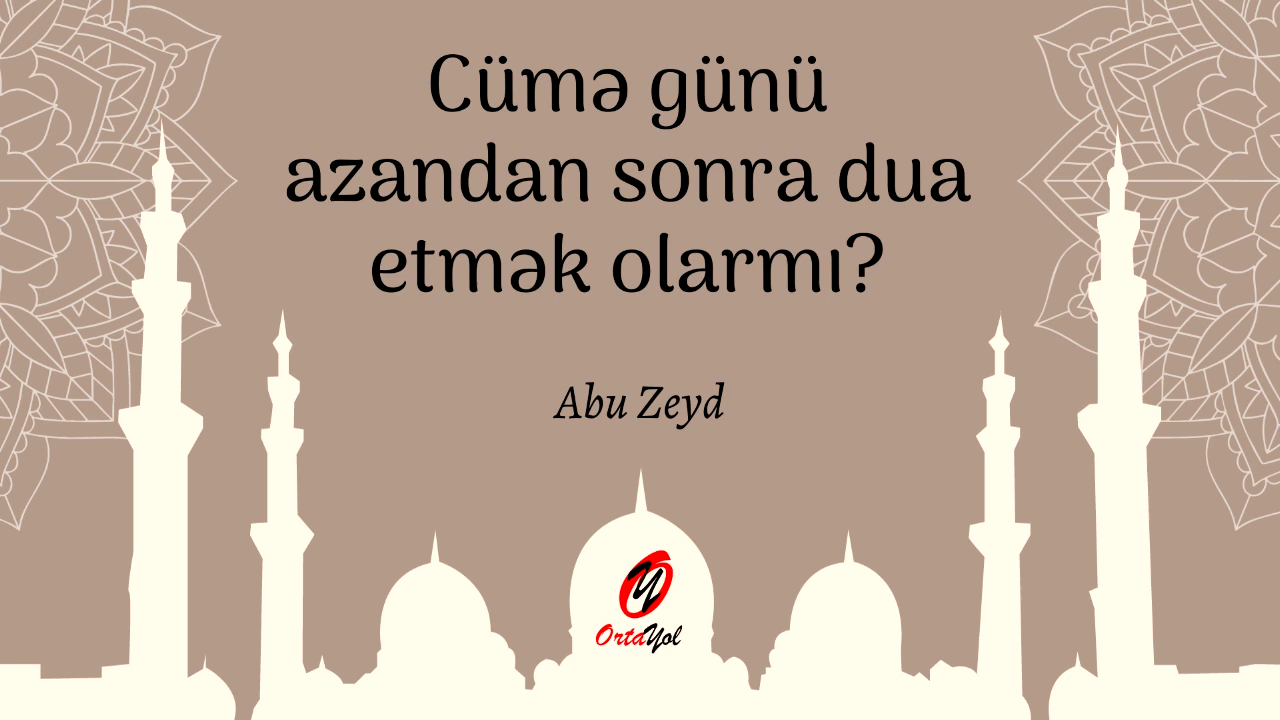 Cümə günü
azandan sonra dua
etmək olarmı?
Abu Zeyd
OrtaYol